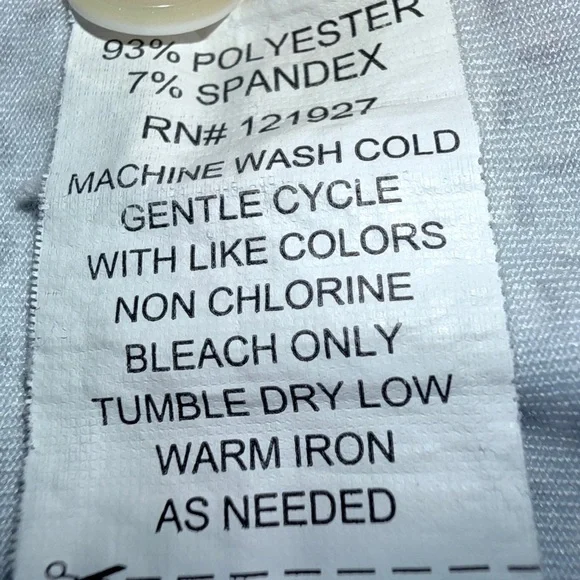 93% POLYESTER
7% SPANDEX
RN# 121927
MACHINE WASH COLD
GENTLE CYCLE
WITH LIKE COLORS
NON CHLORINE
BLEACH ONLY
TUMBLE DRY LOW
WARM IRON
AS NEEDED